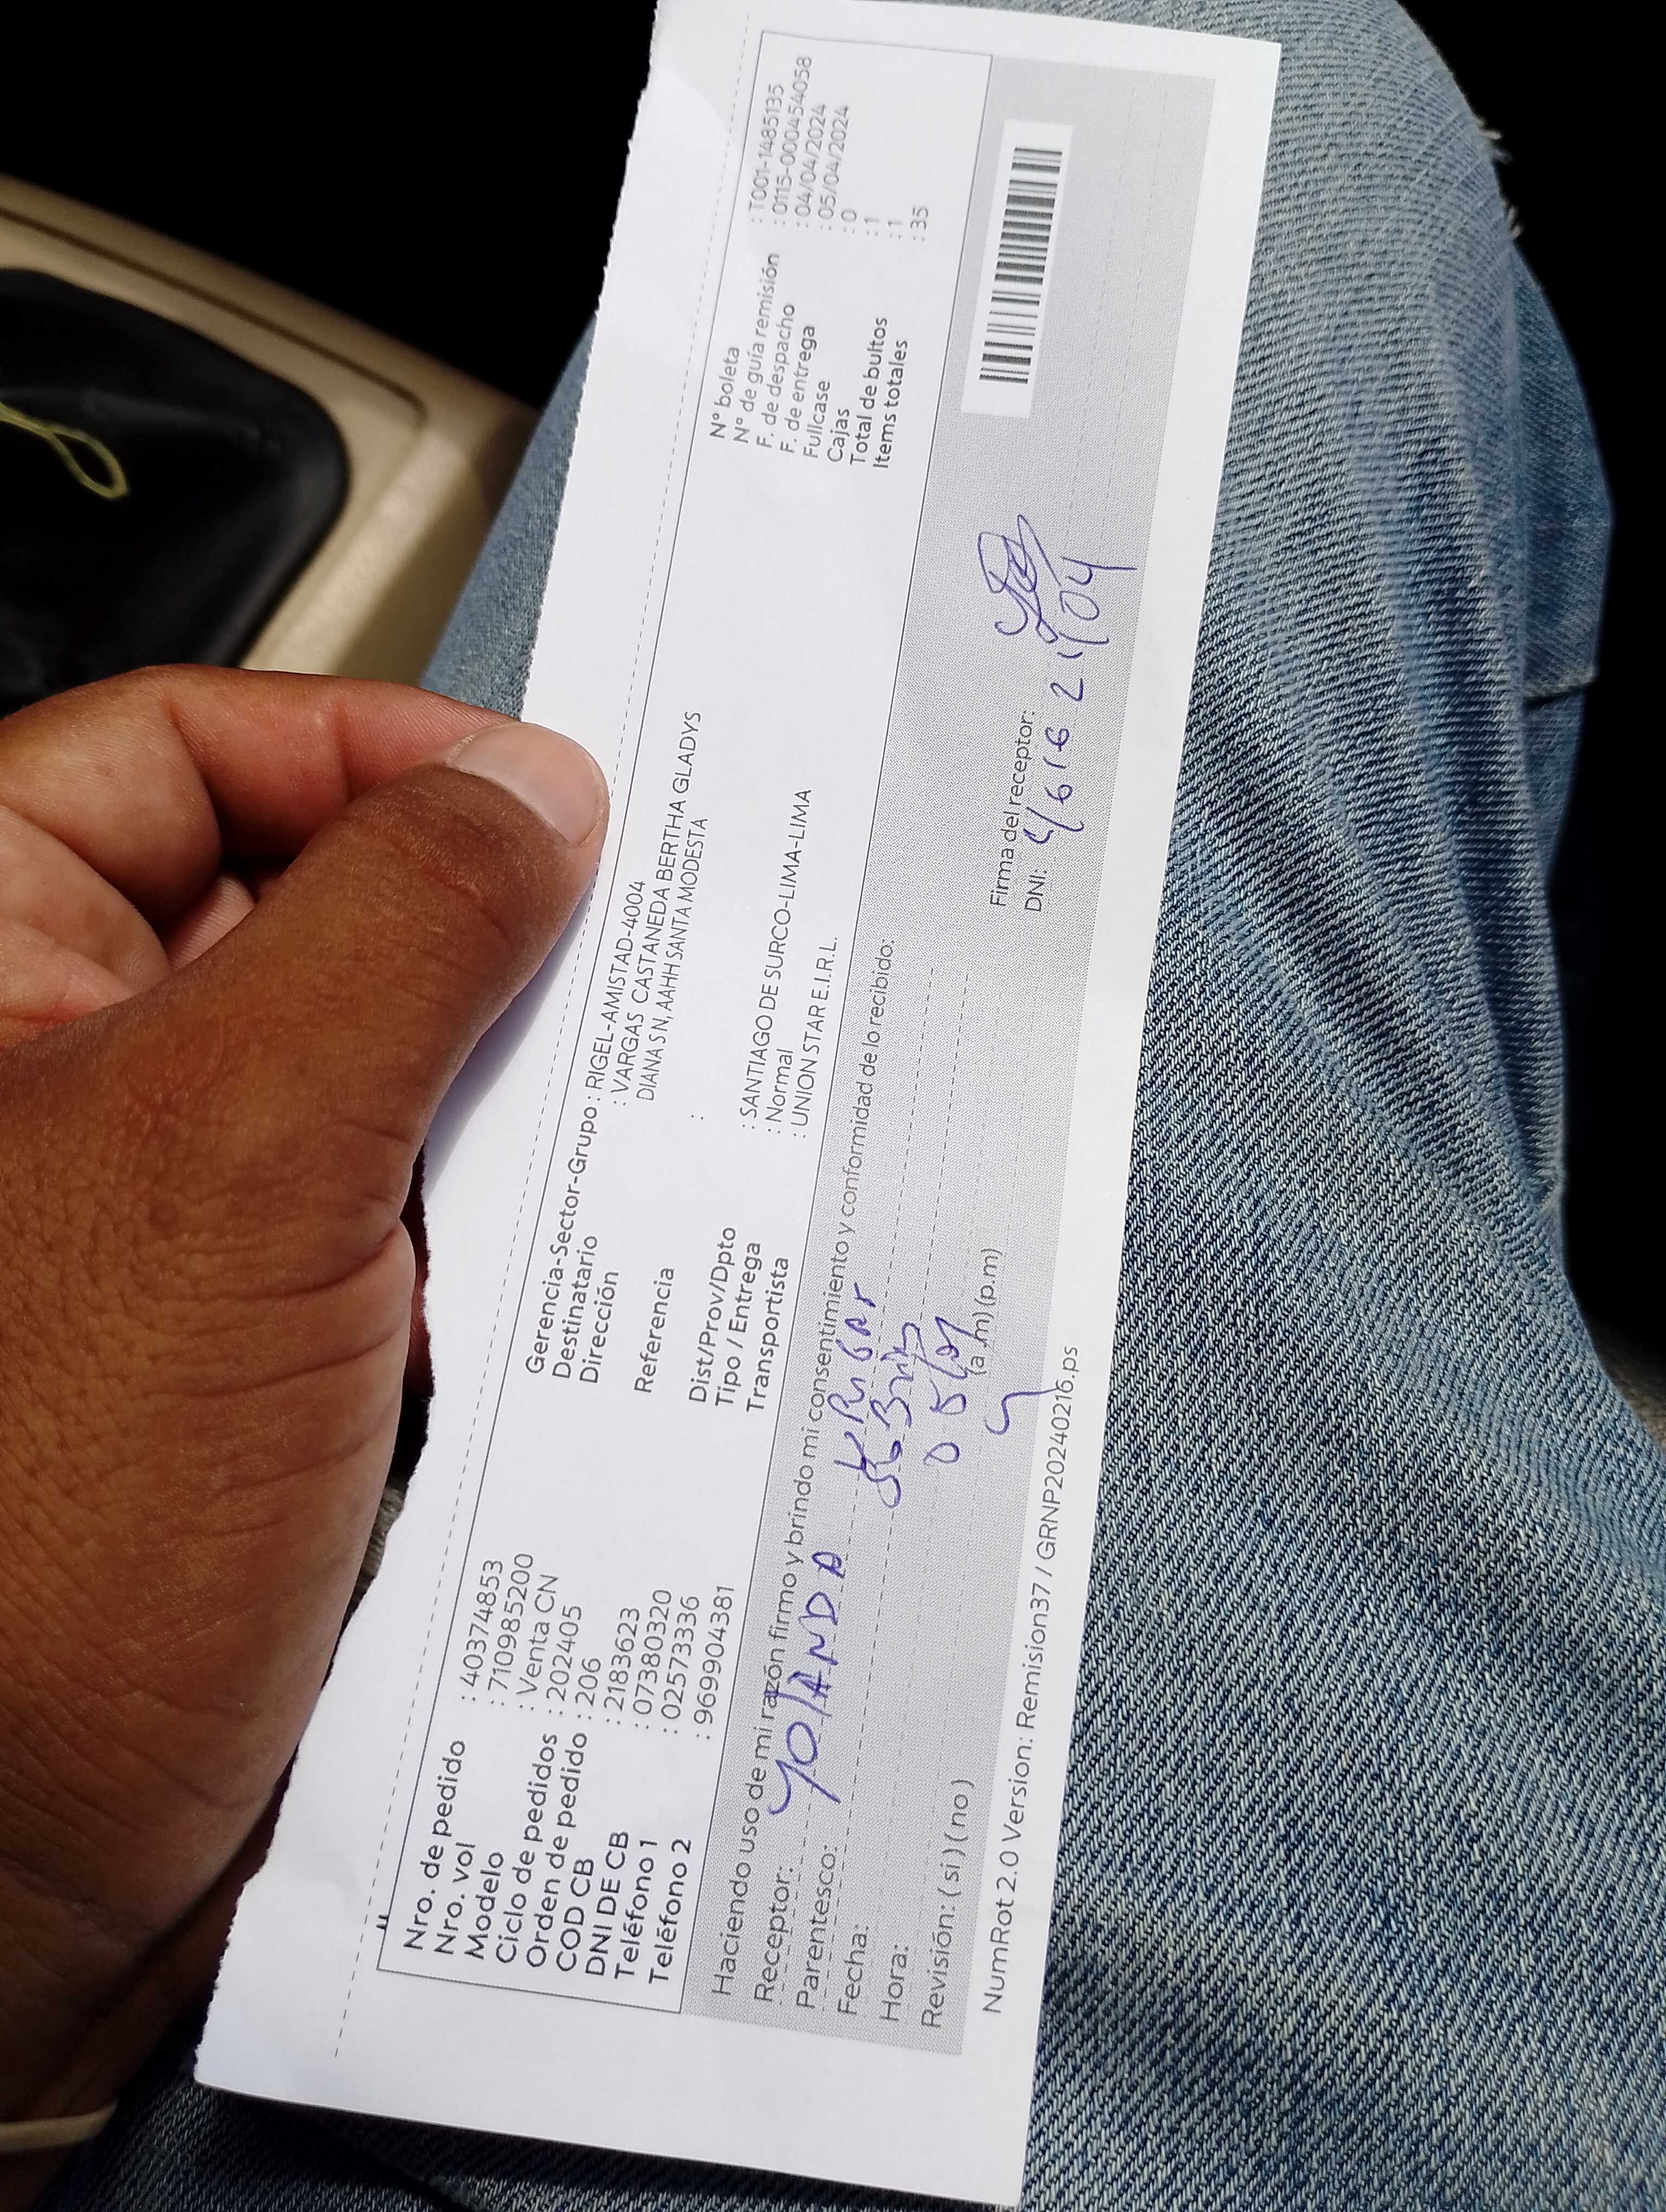 Nro. de pedido : 40374853
Nro. vol : 710985200
Modelo : Venta CN
Ciclo de pedidos : 202405
Orden de pedido : 206
COD CB : 2183623
DNI DE CB : 07380320
Teléfono 1 : 02573336
Teléfono 2 : 969904381
Gerencia-Sector-Grupo : RIGEL-AMISTAD-4004
Destinatario : VARGAS CASTANEDA BERTHA GLADYS
Dirección DIANA SN, AAHH SANTA MODESTA
Referencia :
Dist/Prov/Dpto : SANTIAGO DE SURCO-LIMA-LIMA
Tipo / Entrega : Normal
Transportista : UNION STAR E.I.R.L.
N° boleta : T001-1485135
N° de guía remisión : 0115-0000454058
F. de despacho : 04/04/2024
F. de entrega : 05/04/2024
Fullcase : 0
Cajas : 1
Total de bultos : 1
Items totales : 35
Haciendo uso de mi razón firmo y brindo mi consentimiento y conformidad de lo recibido:
Receptor: YOLANDA
Parentesco:
Fecha:
Hora: (a.m) (p.m)
Revisión: ( si ) ( no )
Firma del receptor:
DNI:
NumRot 2.0 Version: Remision37 / GRNP20240216.ps